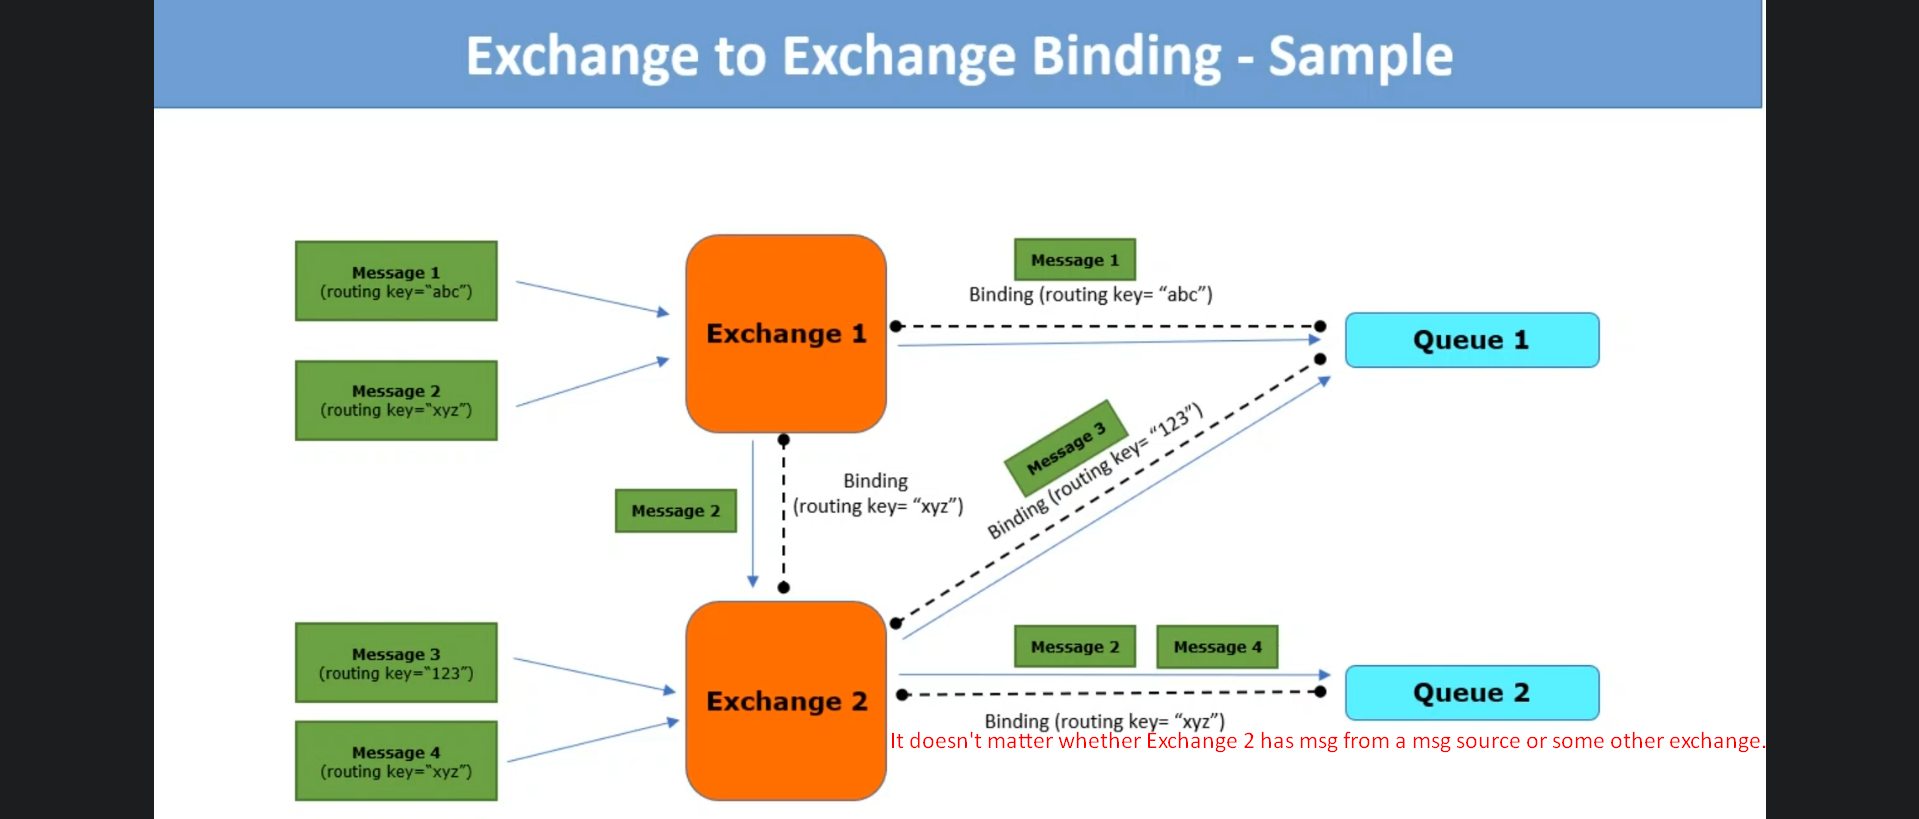 Exchange to Exchange Binding - Sample
Message 1
(routing key="abc")
Message 2
(routing key="xyz")
Exchange 1
Message 1
Binding (routing key= “abc”)
Queue 1
Message 2
Binding
(routing key= “xyz”)
Message 3
Binding (routing key= “123”)
Message 3
(routing key="123")
Message 4
(routing key="xyz")
Exchange 2
Message 2
Message 4
Binding (routing key= “xyz”)
Queue 2
It doesn't matter whether Exchange 2 has msg from a msg source or some other exchange.